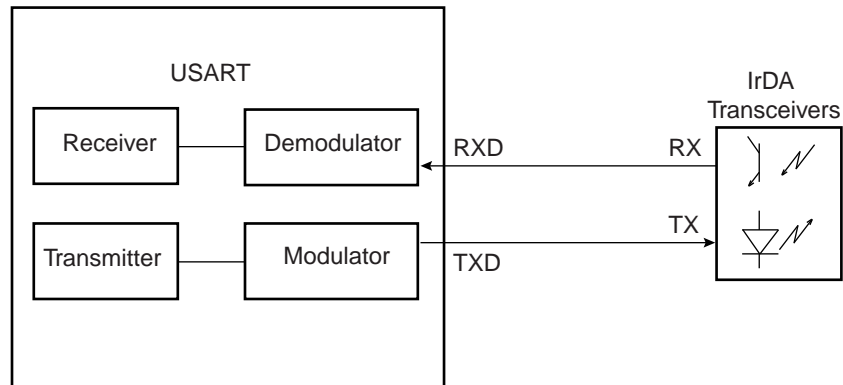 USART
IrDA
Transceivers
Receiver
Demodulator
RXD
RX
Transmitter
Modulator
TXD
TX